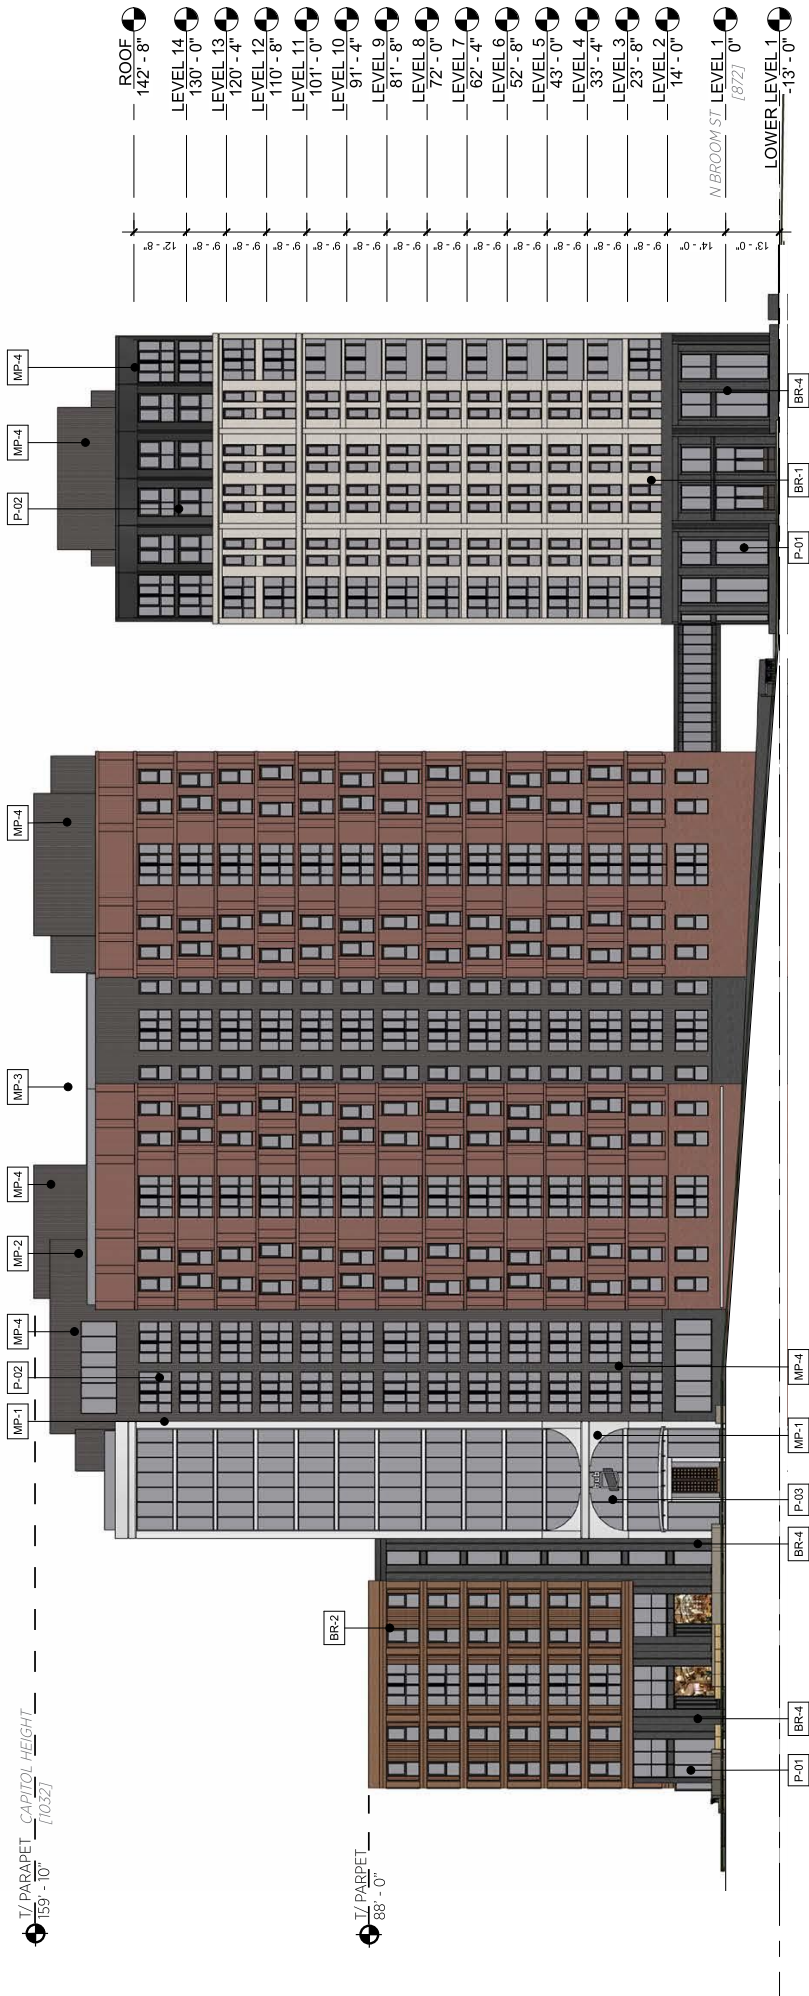 T/ PARAPET
159' - 10"
CAPITOL HEIGHT
[1032]
T/ PARPET
88' - 0"
MP-1
P-02
MP-4
MP-2
MP-4
MP-3
MP-4
P-02
MP-4
MP-4
BR-2
hub
P-01
BR-4
BR-4
P-03
MP-1
MP-4
P-01
BR-1
BR-4
12' - 8"
9' - 8"
9' - 8"
9' - 8"
9' - 8"
9' - 8"
9' - 8"
9' - 8"
9' - 8"
9' - 8"
9' - 8"
9' - 8"
9' - 8"
14' - 0"
13' - 0"
ROOF
142' - 8"
LEVEL 14
130' - 0"
LEVEL 13
120' - 4"
LEVEL 12
110' - 8"
LEVEL 11
101' - 0"
LEVEL 10
91' - 4"
LEVEL 9
81' - 8"
LEVEL 8
72' - 0"
LEVEL 7
62' - 4"
LEVEL 6
52' - 8"
LEVEL 5
43' - 0"
LEVEL 4
33' - 4"
LEVEL 3
23' - 8"
LEVEL 2
14' - 0"
N BROOM ST LEVEL 1
[872] 0"
LOWER LEVEL 1
-13' - 0"